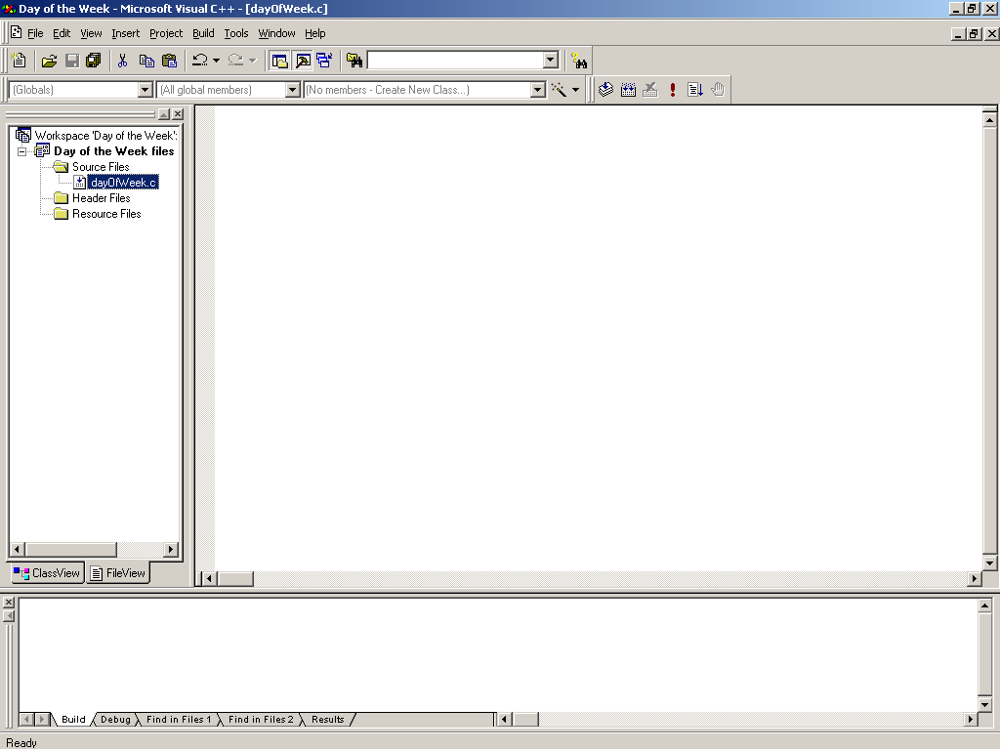 Day of the Week - Microsoft Visual C++ - [dayOfWeek.c]
File Edit View Insert Project Build Tools Window Help
(Globals) (All global members) (No members - Create New Class...)
Workspace 'Day of the Week':
Day of the Week files
Source Files
dayOfWeek.c
Header Files
Resource Files
ClassView FileView
Build Debug Find in Files 1 Find in Files 2 Results
Ready